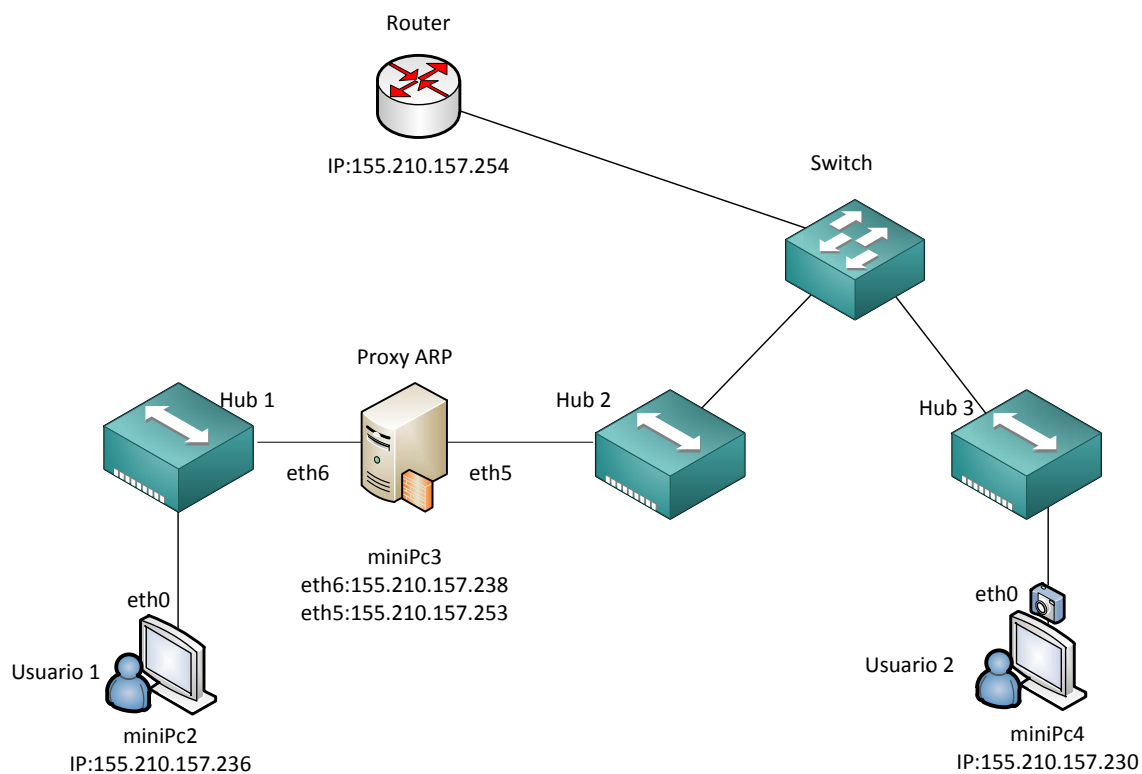 Router
IP:155.210.157.254
Switch
Proxy ARP
Hub 1
Hub 2
Hub 3
eth6
eth5
miniPc3
eth6:155.210.157.238
eth5:155.210.157.253
eth0
eth0
Usuario 1
Usuario 2
miniPc2
IP:155.210.157.236
miniPc4
IP:155.210.157.230